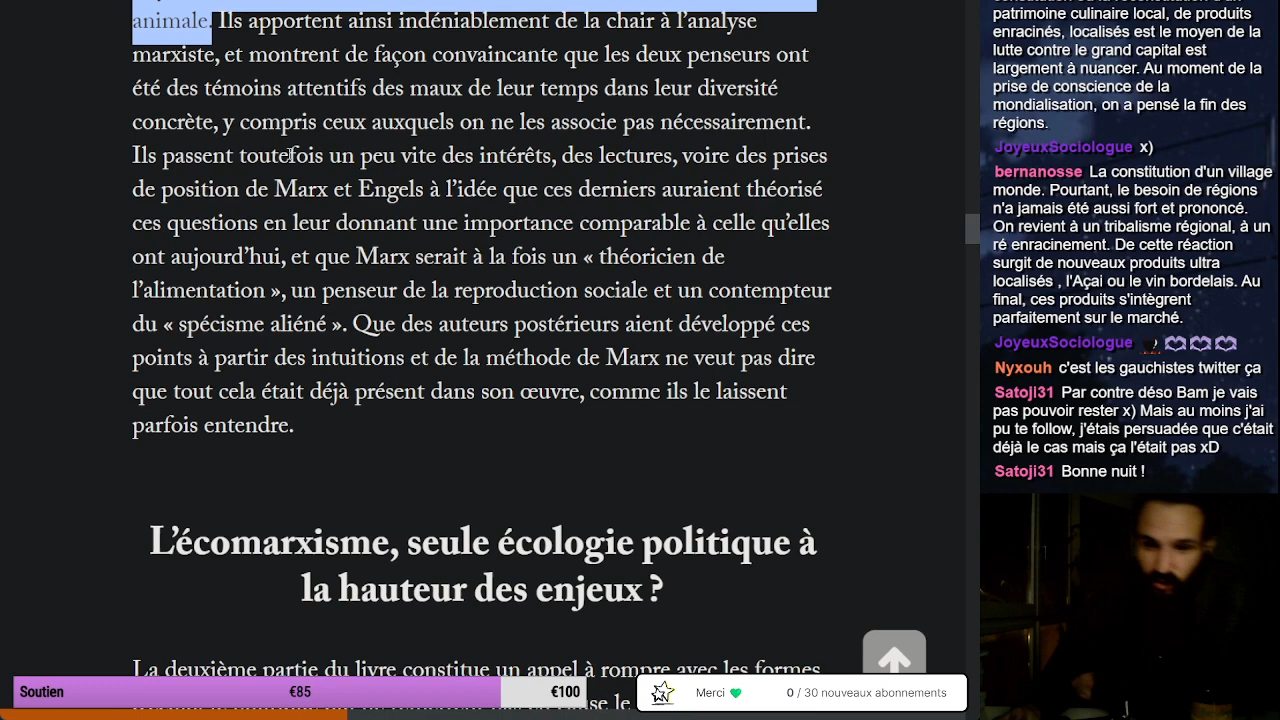 animale. Ils apportent ainsi indéniablement de la chair à l’analyse
marxiste, et montrent de façon convaincante que les deux penseurs ont
été des témoins attentifs des maux de leur temps dans leur diversité
concrète, y compris ceux auxquels on ne les associe pas nécessairement.
Ils passent toutefois un peu vite des intérêts, des lectures, voire des prises
de position de Marx et Engels à l’idée que ces derniers auraient théorisé
ces questions en leur donnant une importance comparable à celle qu’elles
ont aujourd’hui, et que Marx serait à la fois un « théoricien de
l’alimentation », un penseur de la reproduction sociale et un contempteur
du « spécisme aliéné ». Que des auteurs postérieurs aient développé ces
points à partir des intuitions et de la méthode de Marx ne veut pas dire
que tout cela était déjà présent dans son œuvre, comme ils le laissent
parfois entendre.
L’écomarxisme, seule écologie politique à
la hauteur des enjeux ?
La deuxième partie du livre constitue un appel à rompre avec les formes
Soutien €85 €100
Merci 0 / 30 nouveaux abonnements
patrimoine culinaire local, de produits
enracinés, localisés est le moyen de la
lutte contre le grand capital est
largement à nuancer. Au moment de la
prise de conscience de la
mondialisation, on a pensé la fin des
régions.
JoyeuxSociologue x)
bernanosse La constitution d'un village
monde. Pourtant, le besoin de régions
n'a jamais été aussi fort et prononcé.
On revient à un tribalisme régional, à un
ré enracinement. De cette réaction
surgit de nouveaux produits ultra
localisés , l'Açai ou le vin bordelais. Au
final, ces produits s'intègrent
parfaitement sur le marché.
JoyeuxSociologue
Nyxouh c'est les gauchistes twitter ça
Satoji31 Par contre déso Bam je vais
pas pouvoir rester x) Mais au moins j'ai
pu te follow, j'étais persuadée que c'était
déjà le cas mais ça l'était pas xD
Satoji31 Bonne nuit !